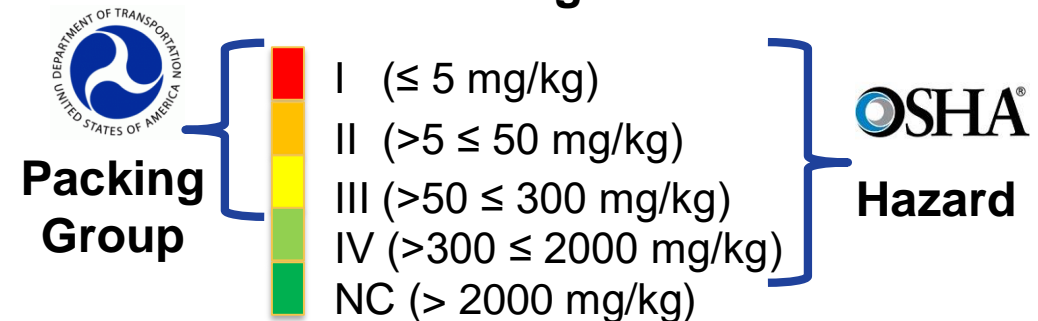 DEPARTMENT OF TRANSPORTATION
UNITED STATES OF AMERICA
Packing
Group
I (≤ 5 mg/kg)
II (>5 ≤ 50 mg/kg)
III (>50 ≤ 300 mg/kg)
IV (>300 ≤ 2000 mg/kg)
NC (> 2000 mg/kg)
OSHA®
Hazard